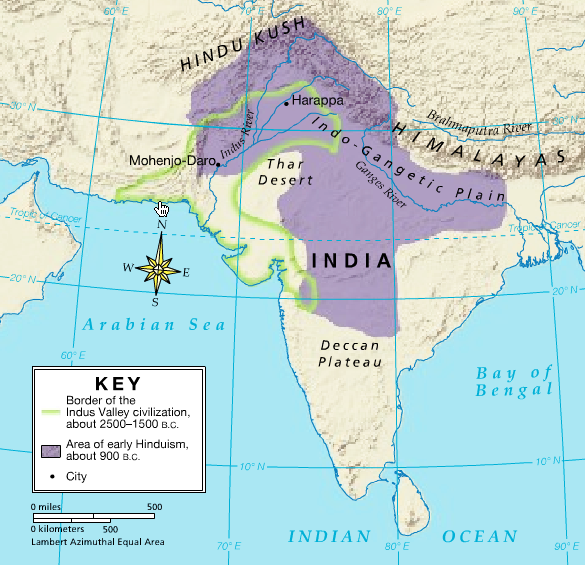 60° E
70° E
80° E
90° E
HINDU KUSH
Harappa
30° N
30° N
Brahmaputra River
HIMALAYAS
Indus River
Indo-Gangetic Plain
Mohenjo-Daro
Thar
Desert
Ganges River
Tropic of Cancer
Tropic of Cancer
N
W
E
S
INDIA
20° N
20° N
Arabian Sea
Deccan
Plateau
60° E
Bay of
Bengal
KEY
Border of the
Indus Valley civilization,
about 2500–1500 B.C.
Area of early Hinduism,
about 900 B.C.
City
10° N
10° N
0 miles 500
0 kilometers 500
Lambert Azimuthal Equal Area
INDIAN OCEAN
70° E
80° E
90° E